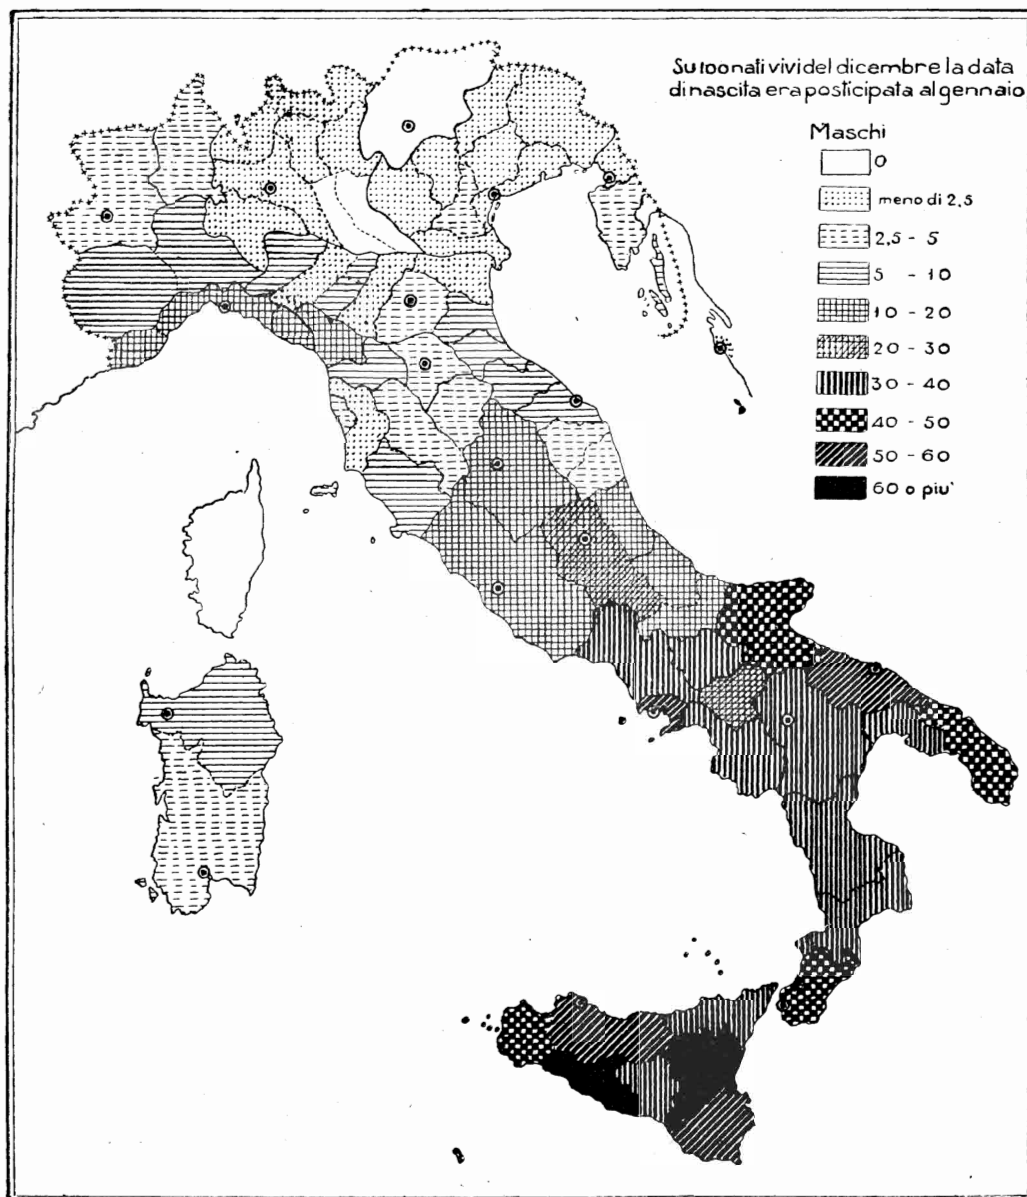 Su 100 nati vivi del dicembre la data
di nascita era posticipata al gennaio
Maschi
0
meno di 2,5
2,5 - 5
5 - 10
10 - 20
20 - 30
30 - 40
40 - 50
50 - 60
60 o piu'